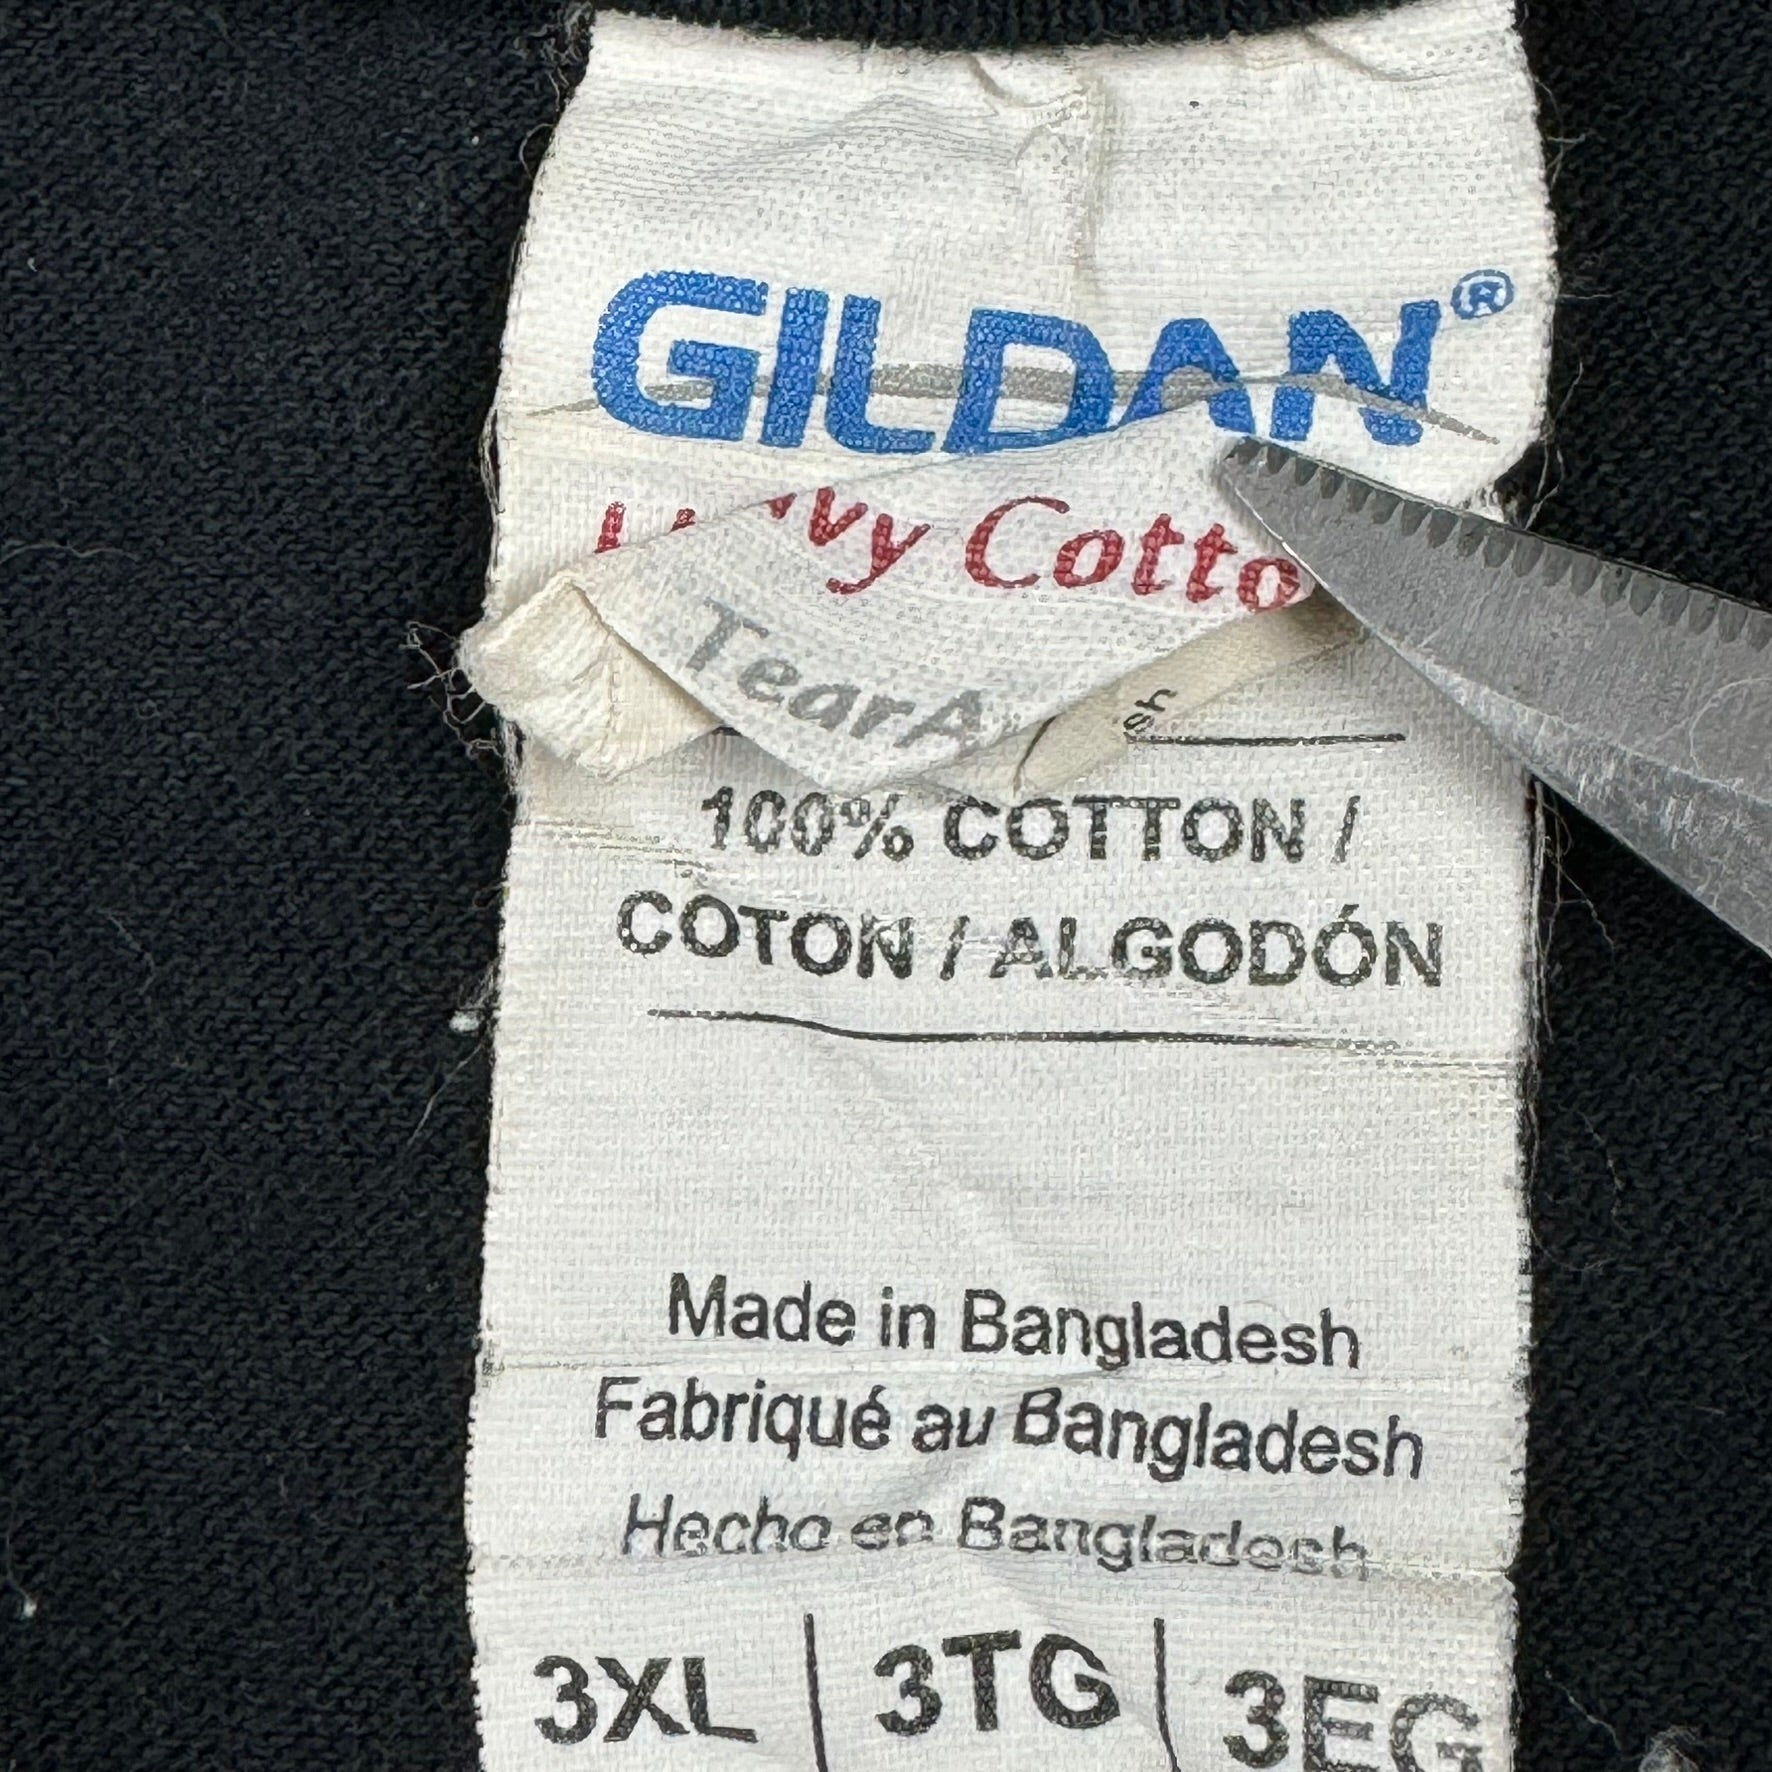 GILDAN®
Cotto
TearA
sh
100% COTTON /
COTON / ALGODÓN
Made in Bangladesh
Fabriqué au Bangladesh
Hecho en Bangladesh
3XL | 3TG | 3EG